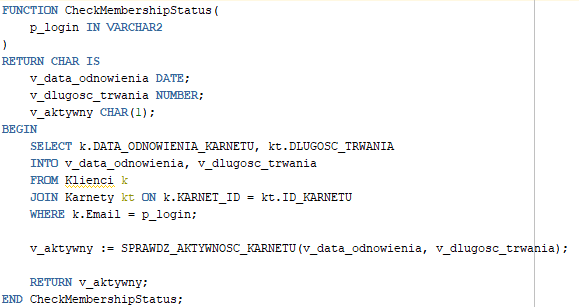 FUNCTION CheckMembershipStatus(
    p_login IN VARCHAR2
)
RETURN CHAR IS
    v_data_odnowienia DATE;
    v_dlugosc_trwania NUMBER;
    v_aktywny CHAR(1);
BEGIN
    SELECT k.DATA_ODNOWIENIA_KARNETU, kt.DLUGOSC_TRWANIA
    INTO v_data_odnowienia, v_dlugosc_trwania
    FROM Klienci k
    JOIN Karnety kt ON k.KARNET_ID = kt.ID_KARNETU
    WHERE k.Email = p_login;

    v_aktywny := SPRAWDZ_AKTYWNOSC_KARNETU(v_data_odnowienia, v_dlugosc_trwania);

    RETURN v_aktywny;
END CheckMembershipStatus;